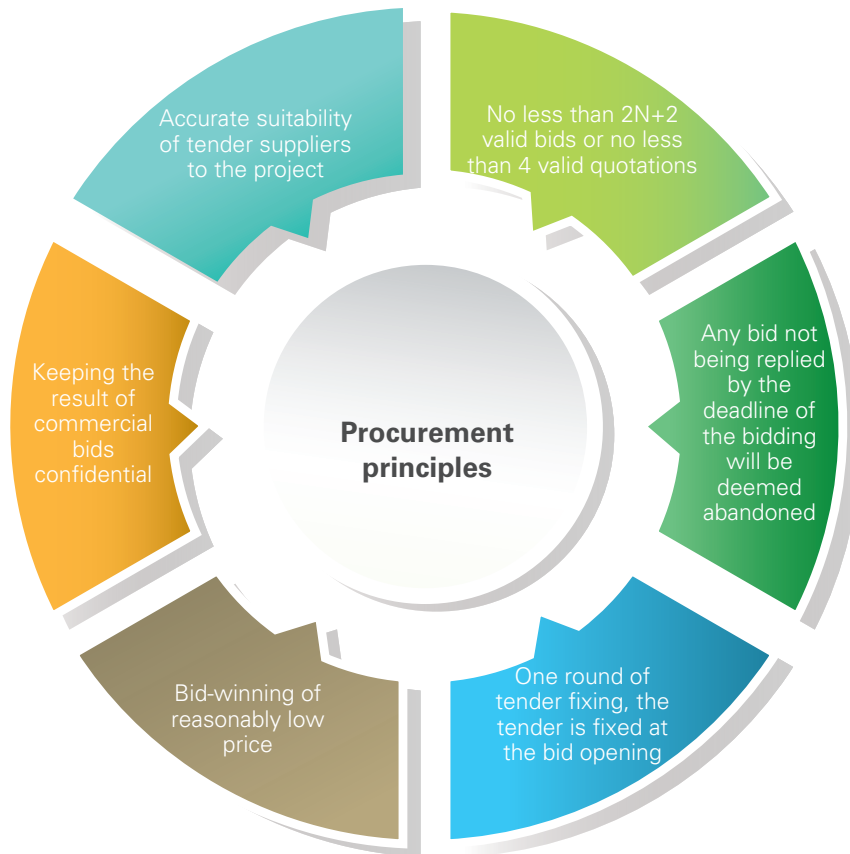 Accurate suitability
of tender suppliers
to the project
No less than 2N+2
valid bids or no less
than 4 valid quotations
Any bid not
being replied
by the
deadline of
the bidding
will be
deemed
abandoned
One round of
tender fixing, the
tender is fixed at
the bid opening
Bid-winning of
reasonably low
price
Keeping the
result of
commercial
bids
confidential
Procurement
principles